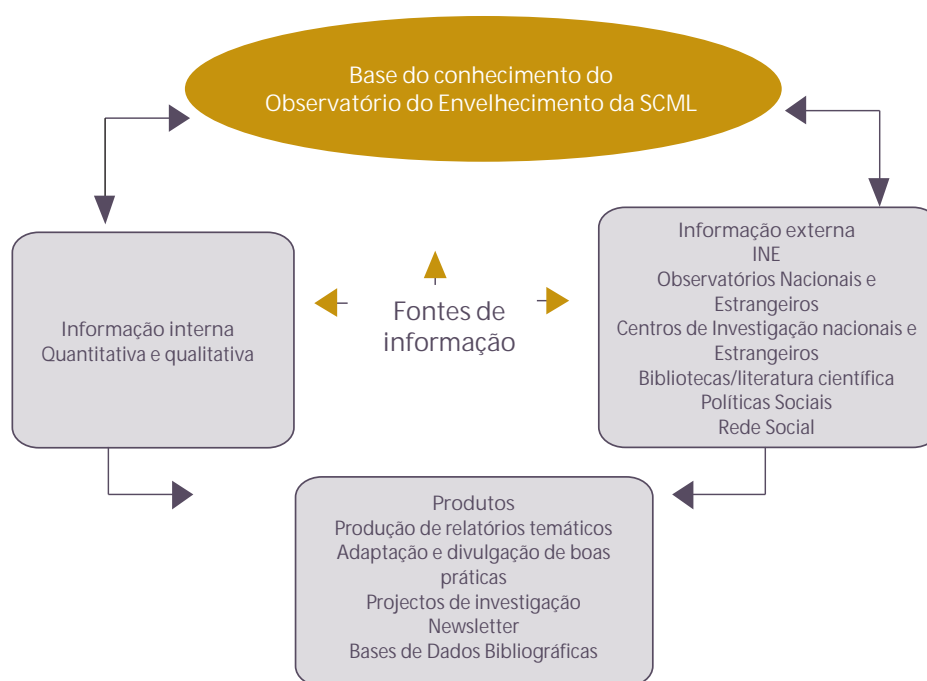 Base do conhecimento do
Observatório do Envelhecimento da SCML
Informação interna
Quantitativa e qualitativa
Fontes de
informação
Informação externa
INE
Observatórios Nacionais e
Estrangeiros
Centros de Investigação nacionais e
Estrangeiros
Bibliotecas/literatura científica
Políticas Sociais
Rede Social
Produtos
Produção de relatórios temáticos
Adaptação e divulgação de boas
práticas
Projectos de investigação
Newsletter
Bases de Dados Bibliográficas